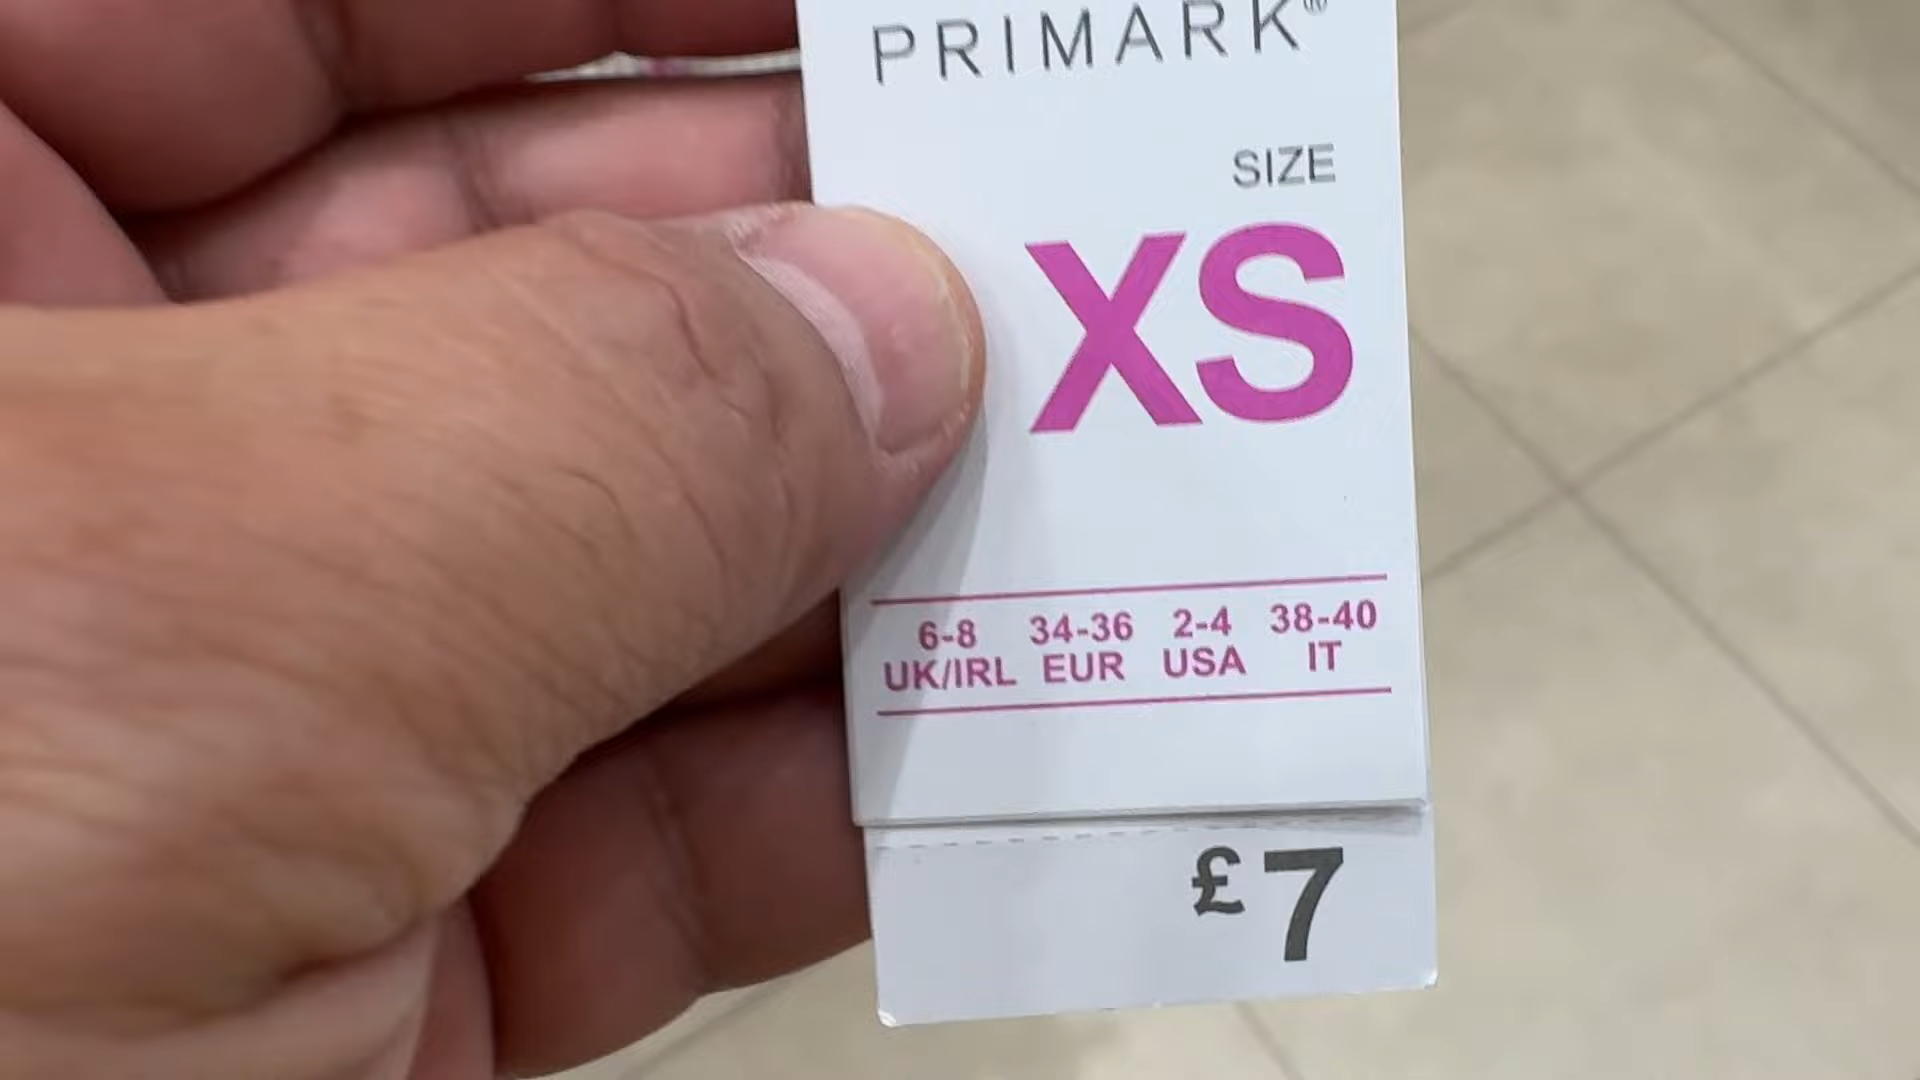 PRIMARK®
SIZE
XS
6-8 34-36 2-4 38-40
UK/IRL EUR USA IT
£7